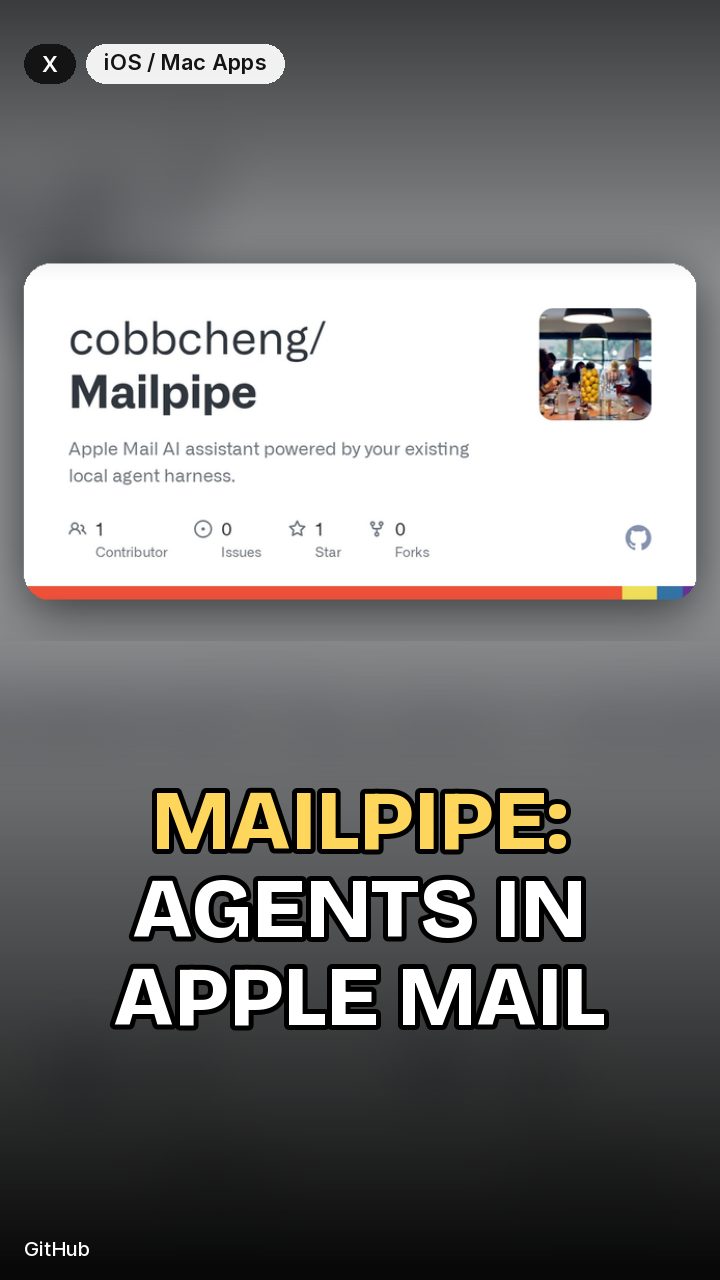 X
iOS / Mac Apps
cobbcheng/
Mailpipe
Apple Mail AI assistant powered by your existing
local agent harness.
1
Contributor
0
Issues
1
Star
0
Forks
MAILPIPE:
AGENTS IN
APPLE MAIL
GitHub